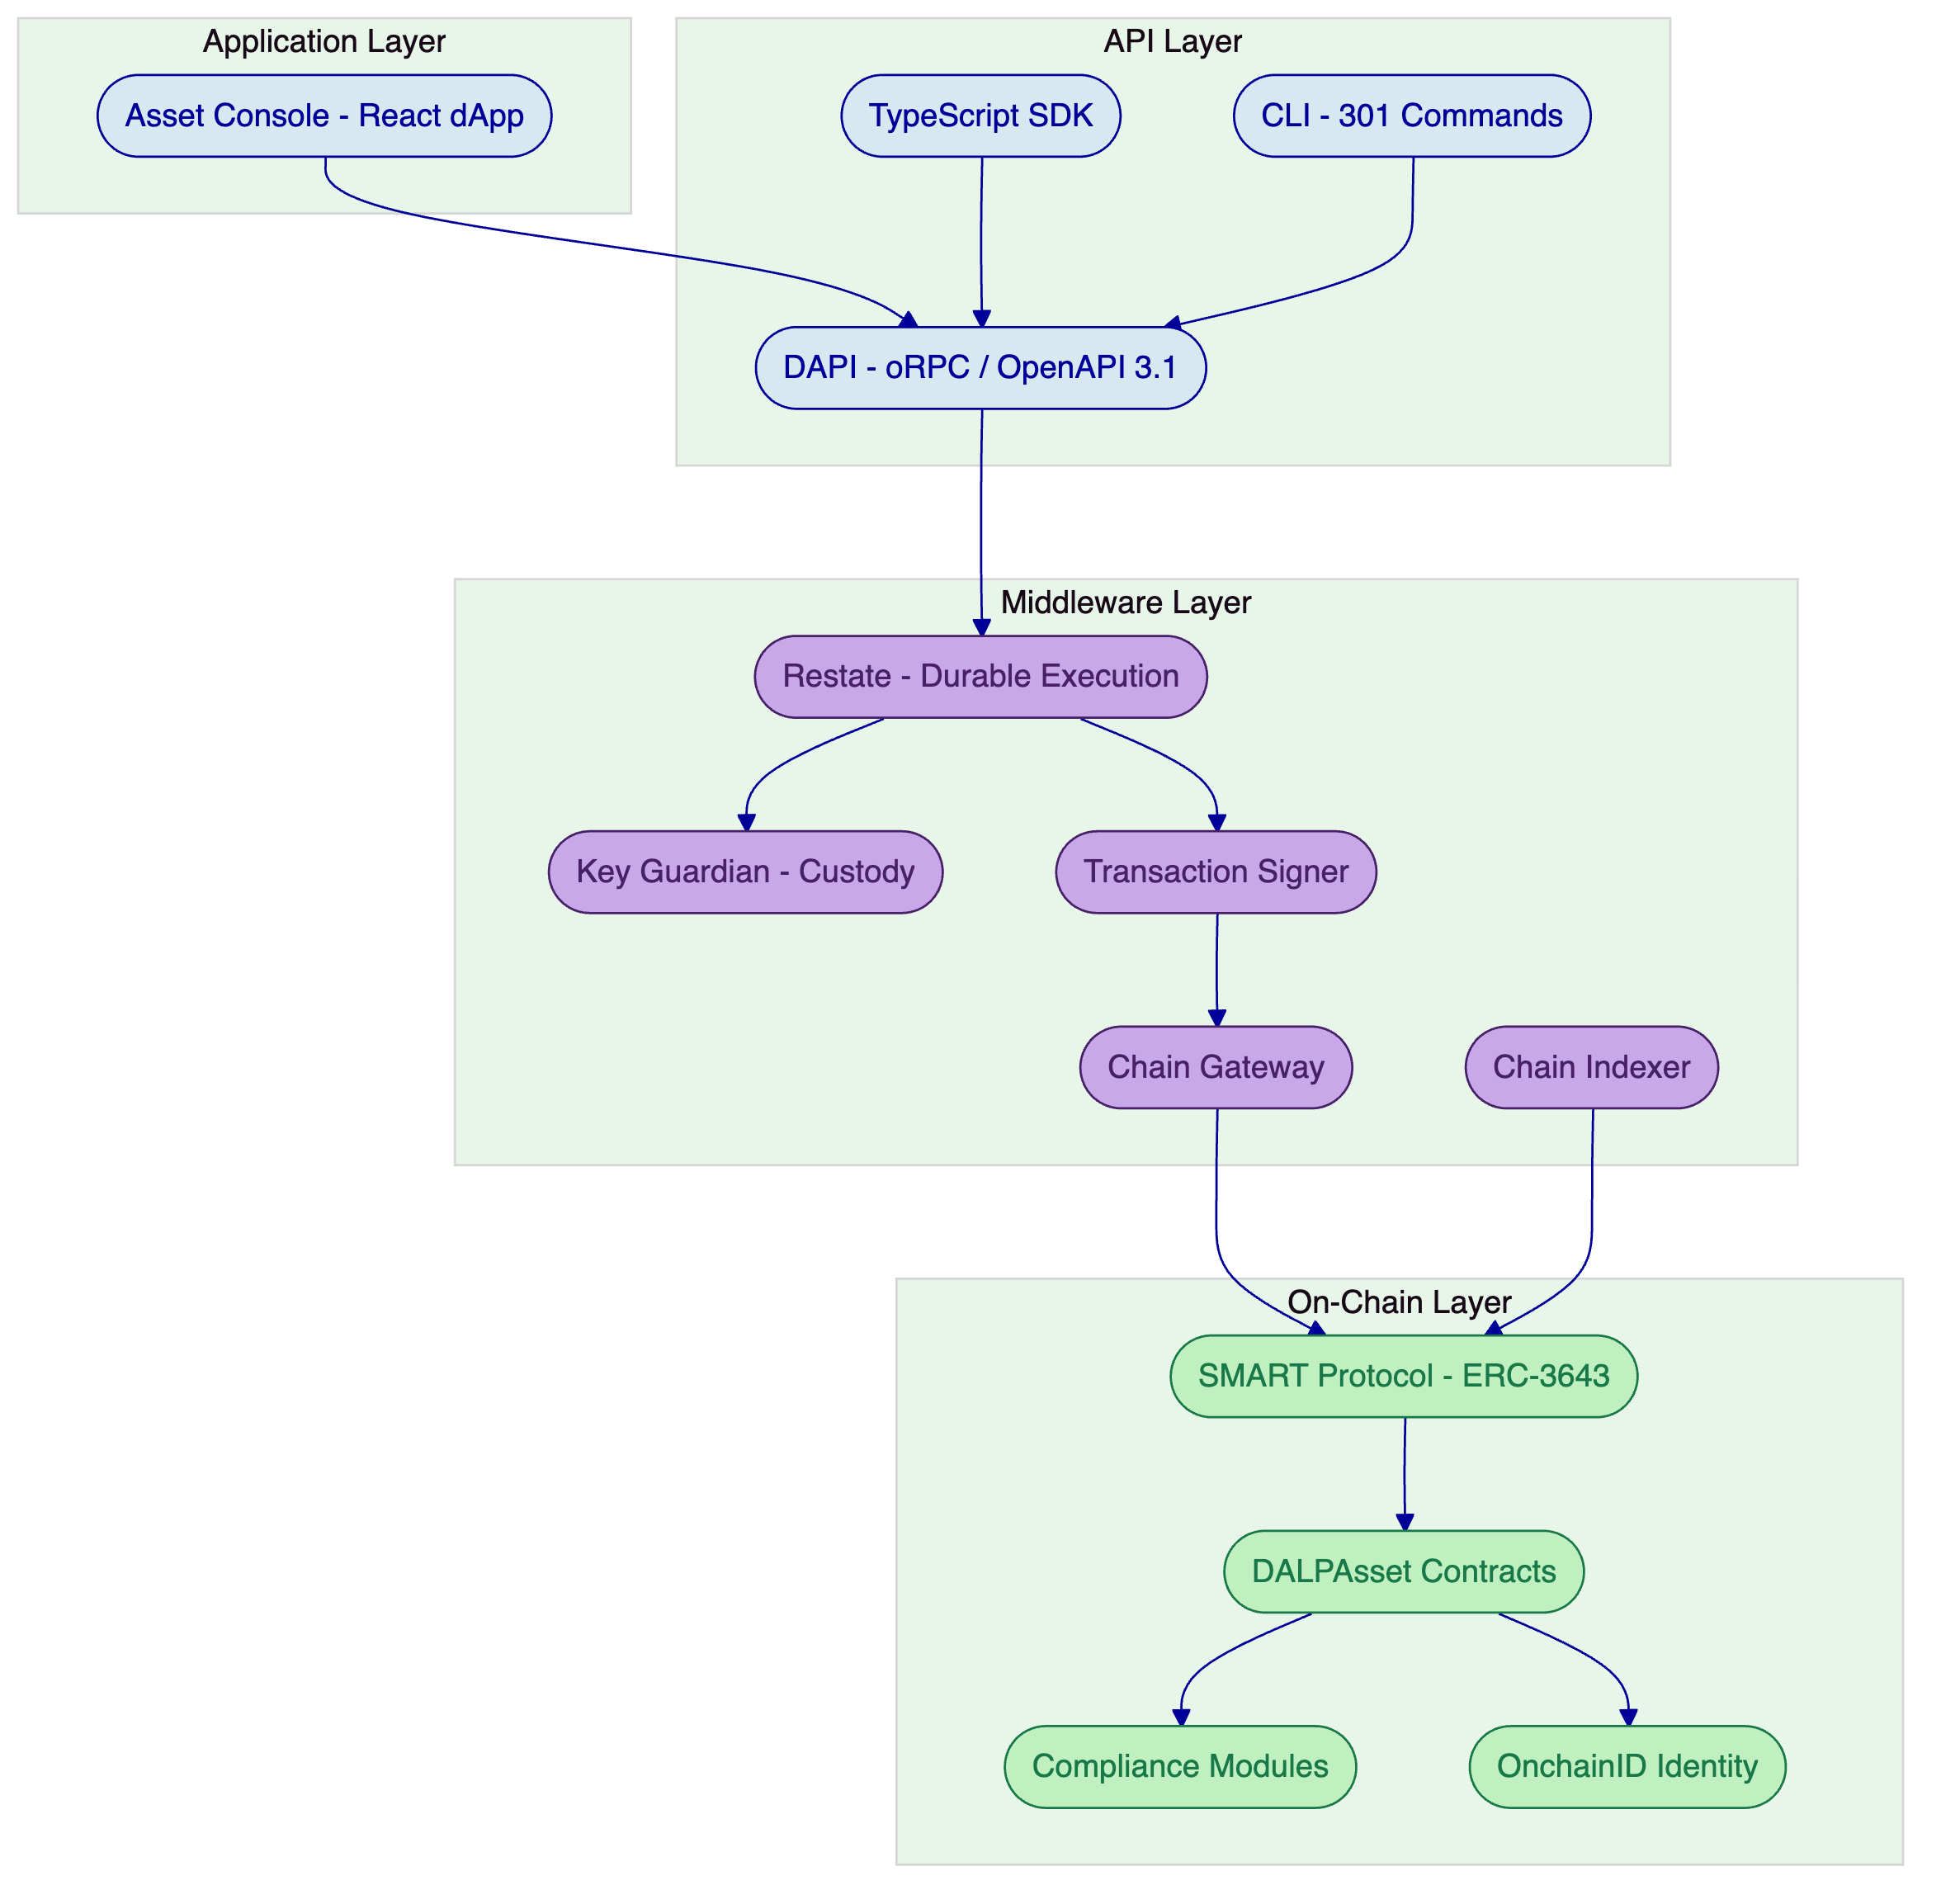 Application Layer
Asset Console - React dApp
API Layer
TypeScript SDK
CLI - 301 Commands
DAPI - oRPC / OpenAPI 3.1
Middleware Layer
Restate - Durable Execution
Key Guardian - Custody
Transaction Signer
Chain Gateway
Chain Indexer
On-Chain Layer
SMART Protocol - ERC-3643
DALPAsset Contracts
Compliance Modules
OnchainID Identity